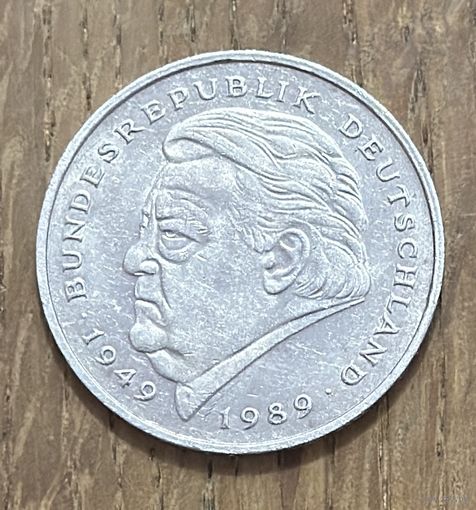 · BUNDESREPUBLIK DEUTSCHLAND ·
1949 1989